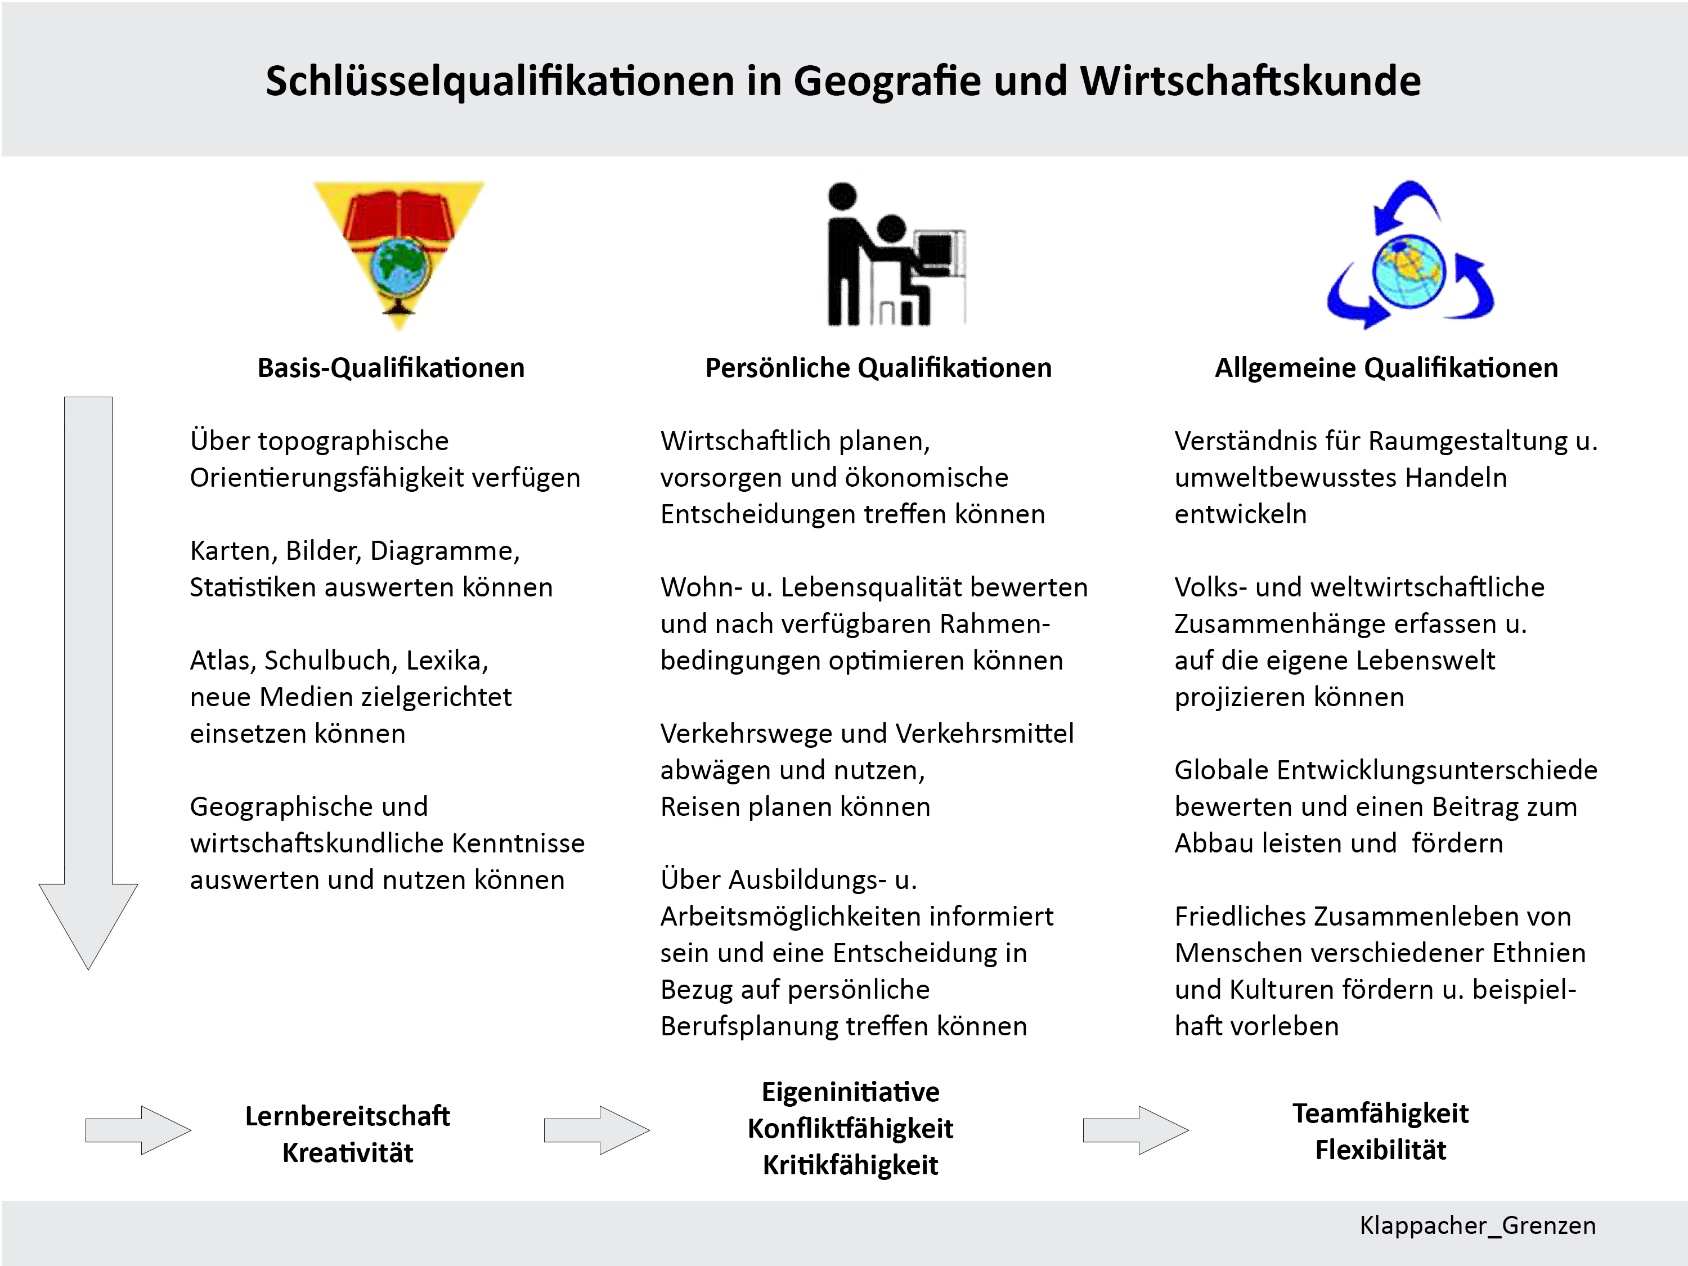 Schlüsselqualifikationen in Geografie und Wirtschaftskunde
Basis-Qualifikationen
Über topographische
Orientierungsfähigkeit verfügen
Karten, Bilder, Diagramme,
Statistiken auswerten können
Atlas, Schulbuch, Lexika,
neue Medien zielgerichtet
einsetzen können
Geographische und
wirtschaftskundliche Kenntnisse
auswerten und nutzen können
Persönliche Qualifikationen
Wirtschaftlich planen,
vorsorgen und ökonomische
Entscheidungen treffen können
Wohn- u. Lebensqualität bewerten
und nach verfügbaren Rahmen-
bedingungen optimieren können
Verkehrswege und Verkehrsmittel
abwägen und nutzen,
Reisen planen können
Über Ausbildungs- u.
Arbeitsmöglichkeiten informiert
sein und eine Entscheidung in
Bezug auf persönliche
Berufsplanung treffen können
Allgemeine Qualifikationen
Verständnis für Raumgestaltung u.
umweltbewusstes Handeln
entwickeln
Volks- und weltwirtschaftliche
Zusammenhänge erfassen u.
auf die eigene Lebenswelt
projizieren können
Globale Entwicklungsunterschiede
bewerten und einen Beitrag zum
Abbau leisten und  fördern
Friedliches Zusammenleben von
Menschen verschiedener Ethnien
und Kulturen fördern u. beispiel-
haft vorleben
Lernbereitschaft
Kreativität
Eigeninitiative
Konfliktfähigkeit
Kritikfähigkeit
Teamfähigkeit
Flexibilität
Klappacher_Grenzen